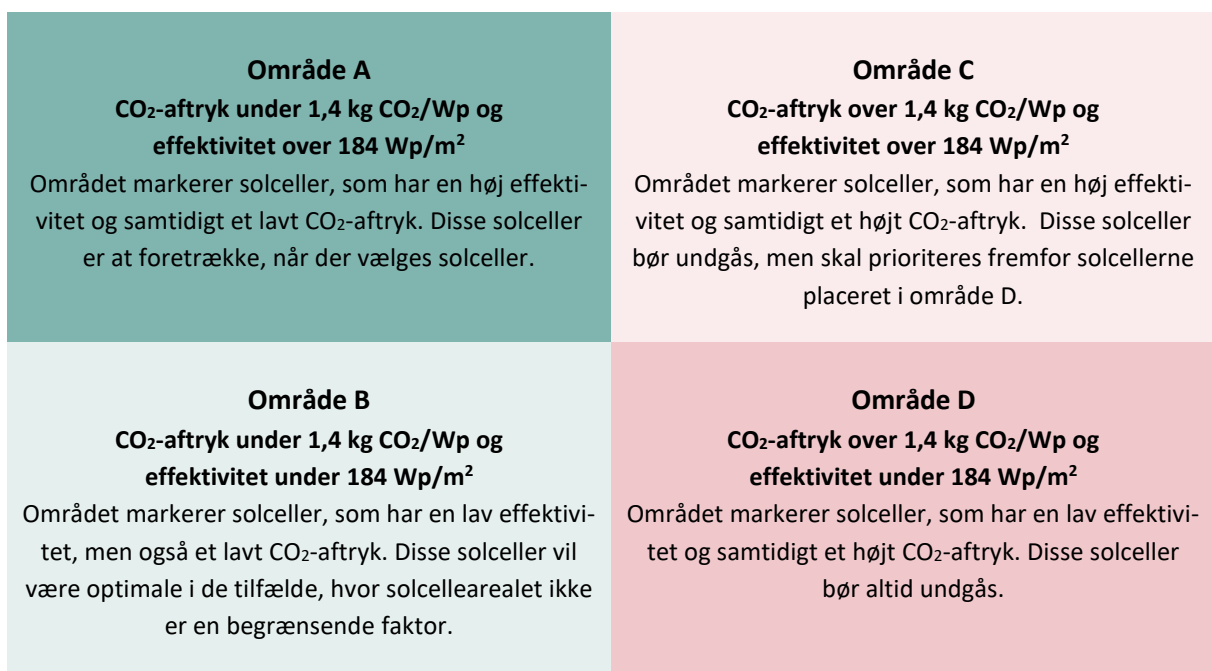 Område A
CO₂-aftryk under 1,4 kg CO₂/Wp og
effektivitet over 184 Wp/m²
Området markerer solceller, som har en høj effekti-
vitet og samtidigt et lavt CO₂-aftryk. Disse solceller
er at foretrække, når der vælges solceller.
Område C
CO₂-aftryk over 1,4 kg CO₂/Wp og
effektivitet over 184 Wp/m²
Området markerer solceller, som har en høj effekti-
vitet og samtidigt et højt CO₂-aftryk. Disse solceller
bør undgås, men skal prioriteres fremfor solcellerne
placeret i område D.
Område B
CO₂-aftryk under 1,4 kg CO₂/Wp og
effektivitet under 184 Wp/m²
Området markerer solceller, som har en lav effektivi-
tet, men også et lavt CO₂-aftryk. Disse solceller vil
være optimale i de tilfælde, hvor solcellearealet ikke
er en begrænsende faktor.
Område D
CO₂-aftryk over 1,4 kg CO₂/Wp og
effektivitet under 184 Wp/m²
Området markerer solceller, som har en lav effektivi-
tet og samtidigt et højt CO₂-aftryk. Disse solceller
bør altid undgås.